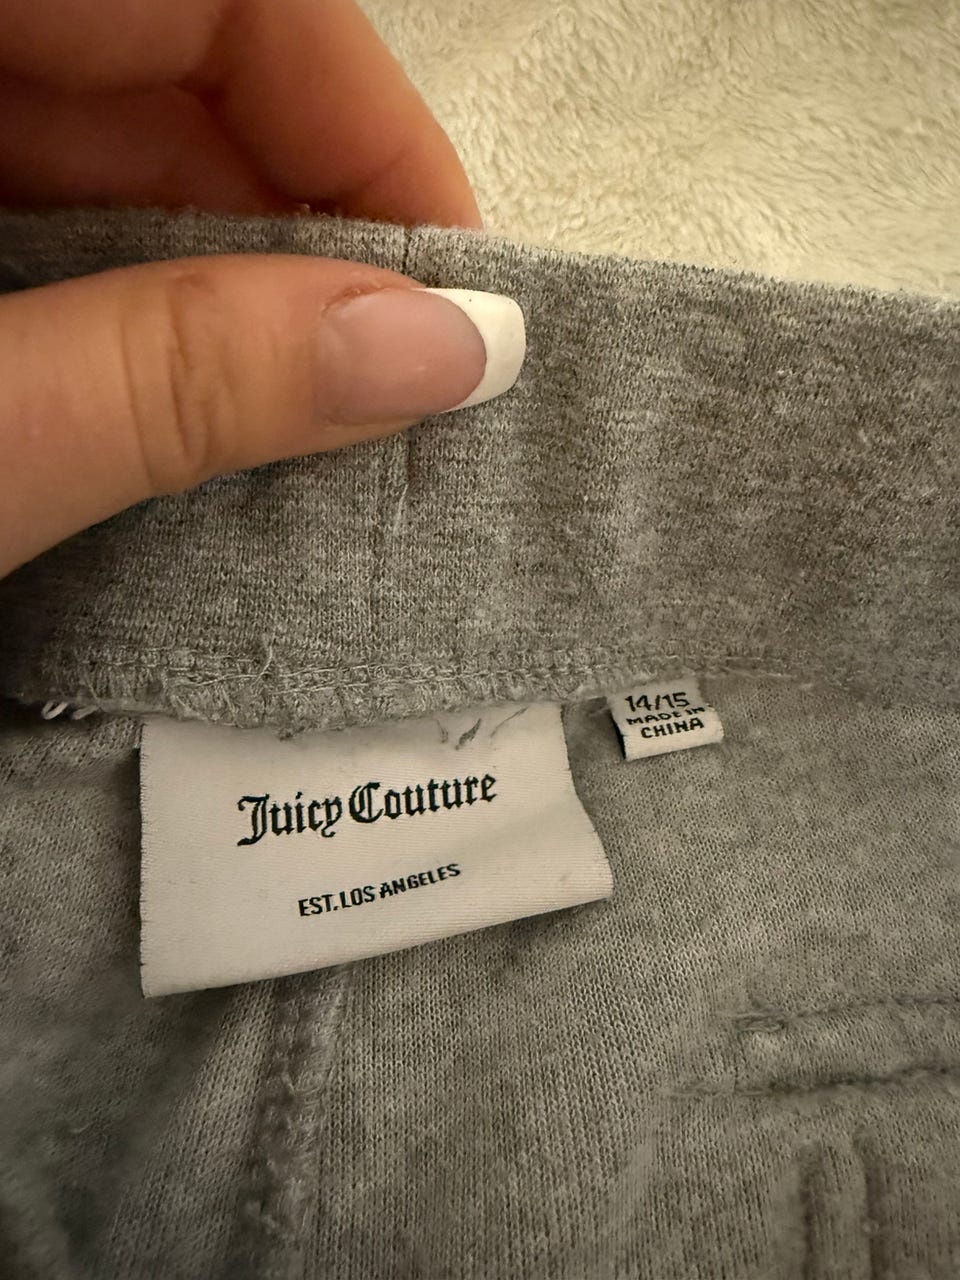 Juicy Couture
EST. LOS ANGELES
14/15
MADE IN
CHINA